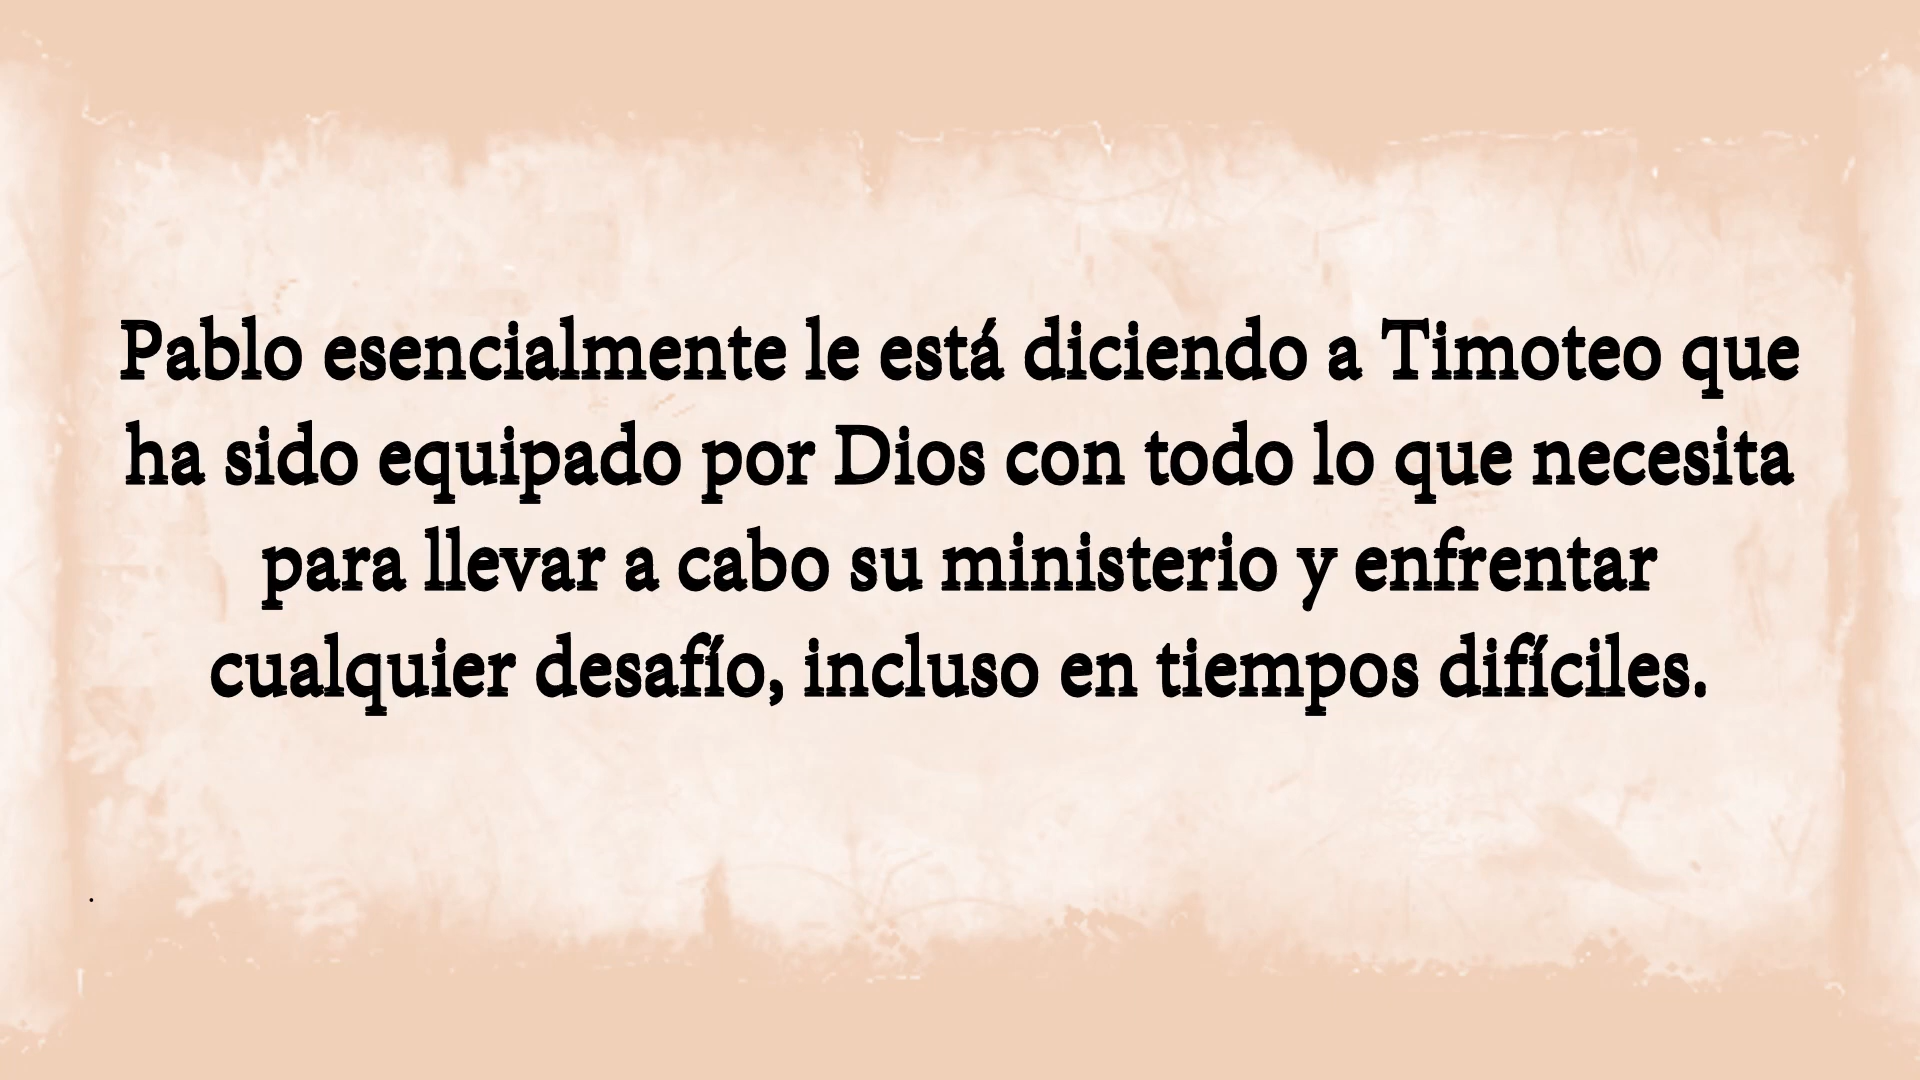 Pablo esencialmente le está diciendo a Timoteo que
ha sido equipado por Dios con todo lo que necesita
para llevar a cabo su ministerio y enfrentar
cualquier desafío, incluso en tiempos difíciles.
.